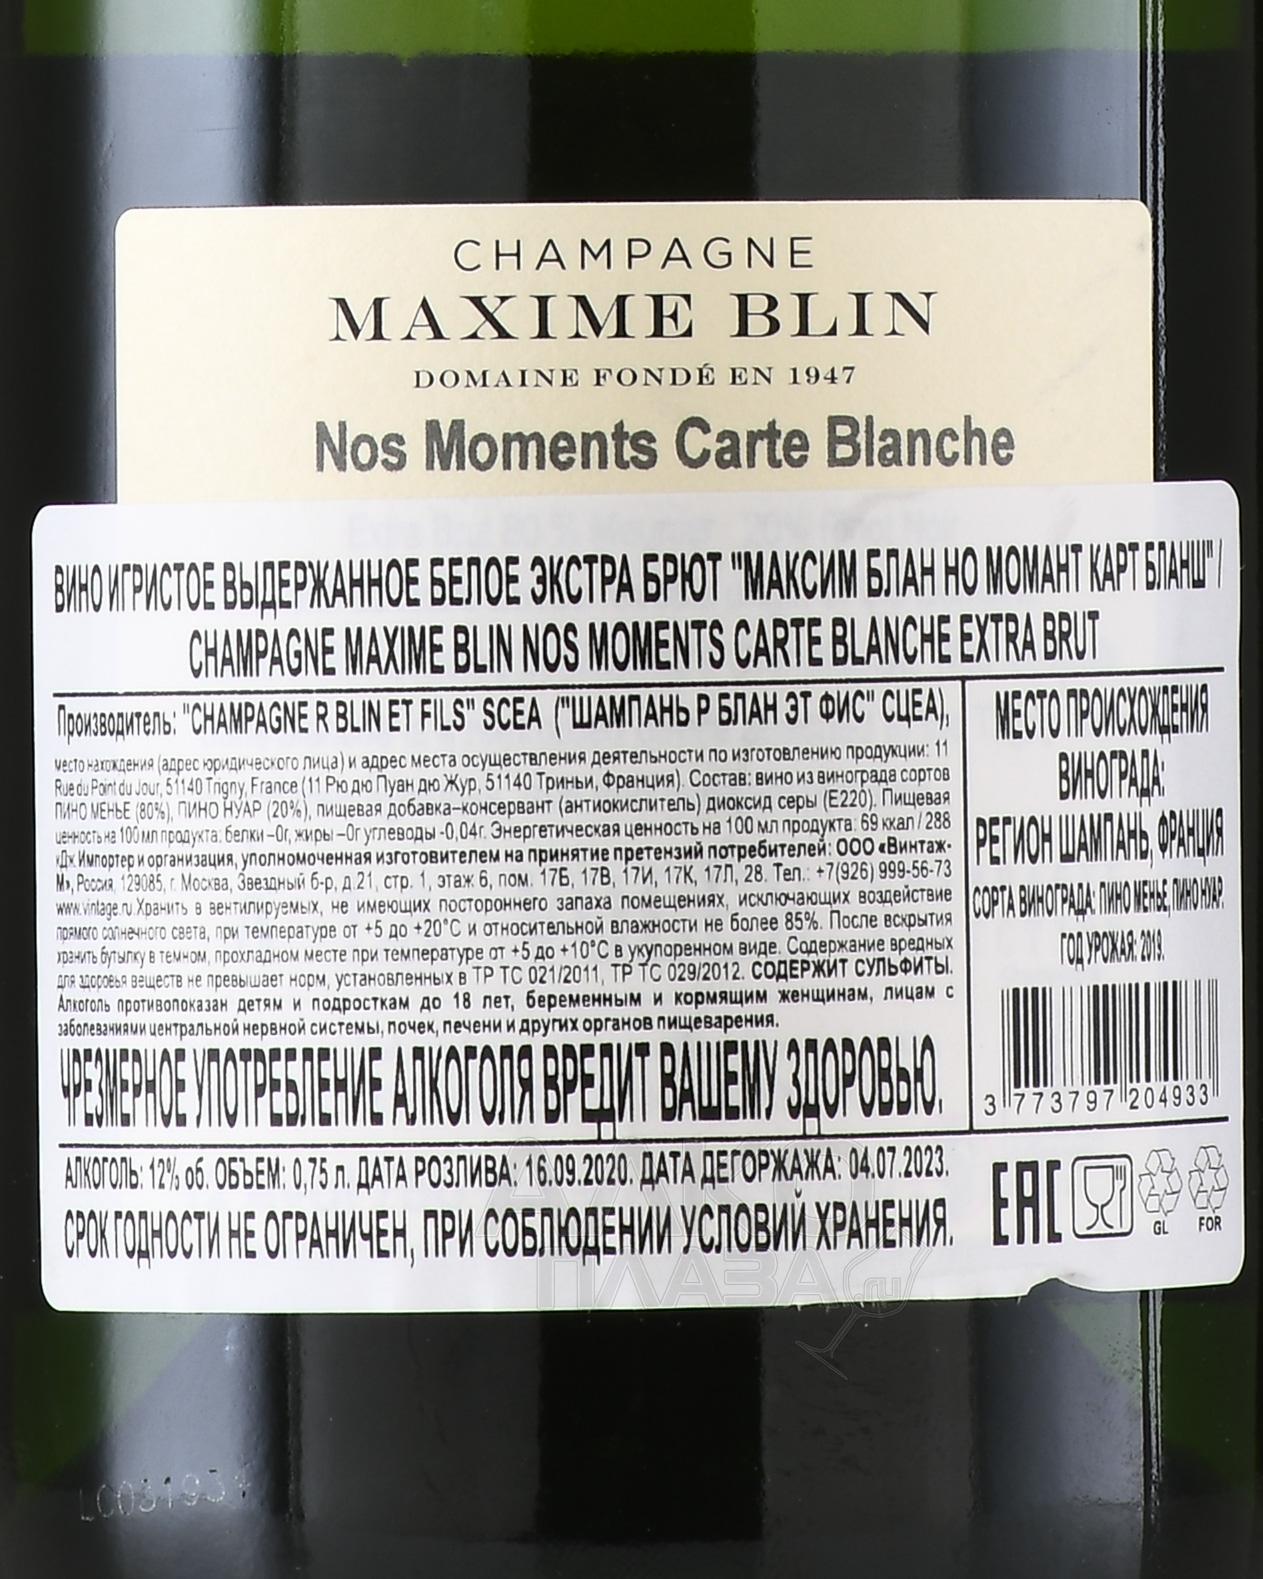 CHAMPAGNE
MAXIME BLIN
DOMAINE FONDÉ EN 1947
Nos Moments Carte Blanche
ВИНО ИГРИСТОЕ ВЫДЕРЖАННОЕ БЕЛОЕ ЭКСТРА БРЮТ "МАКСИМ БЛАН НО МОМАНТ КАРТ БЛАНШ" /
CHAMPAGNE MAXIME BLIN NOS MOMENTS CARTE BLANCHE EXTRA BRUT
Производитель: "CHAMPAGNE R BLIN ET FILS" SCEA ("ШАМПАНЬ Р БЛАН ЭТ ФИС" СЦЕА),
место нахождения (адрес юридического лица) и адрес места осуществления деятельности по изготовлению продукции: 11
Rue du Point du Jour, 51140 Trigny, France (11 Рю дю Пуан дю Жур, 51140 Триньи, Франция). Состав: вино из винограда сортов
ПИНО МЕНЬЕ (80%), ПИНО НУАР (20%), пищевая добавка–консервант (антиокислитель) диоксид серы (Е220). Пищевая
ценность на 100 мл продукта: белки –0г, жиры –0г углеводы -0,04г. Энергетическая ценность на 100 мл продукта: 69 ккал / 288
кДж. Импортер и организация, уполномоченная изготовителем на принятие претензий потребителей: ООО «Винтаж-
М», Россия, 129085, г. Москва, Звездный б-р, д.21, стр. 1, этаж 6, пом. 17Б, 17В, 17И, 17К, 17Л, 28. Тел.: +7(926) 999-56-73
www.vintage.ru.Хранить в вентилируемых, не имеющих постороннего запаха помещениях, исключающих воздействие
прямого солнечного света, при температуре от +5 до +20°С и относительной влажности не более 85%. После вскрытия
хранить бутылку в темном, прохладном месте при температуре от +5 до +10°С в укупоренном виде. Содержание вредных
для здоровья веществ не превышает норм, установленных в ТР ТС 021/2011, ТР ТС 029/2012. СОДЕРЖИТ СУЛЬФИТЫ.
Алкоголь противопоказан детям и подросткам до 18 лет, беременным и кормящим женщинам, лицам с
заболеваниями центральной нервной системы, почек, печени и других органов пищеварения.
ЧРЕЗМЕРНОЕ УПОТРЕБЛЕНИЕ АЛКОГОЛЯ ВРЕДИТ ВАШЕМУ ЗДОРОВЬЮ.
АЛКОГОЛЬ: 12% об. ОБЪЕМ: 0,75 л. ДАТА РОЗЛИВА: 16.09.2020. ДАТА ДЕГОРЖАЖА: 04.07.2023.
СРОК ГОДНОСТИ НЕ ОГРАНИЧЕН, ПРИ СОБЛЮДЕНИИ УСЛОВИЙ ХРАНЕНИЯ.
МЕСТО ПРОИСХОЖДЕНИЯ
ВИНОГРАДА:
РЕГИОН ШАМПАНЬ, ФРАНЦИЯ
СОРТА ВИНОГРАДА: ПИНО МЕНЬЕ, ПИНО НУАР.
ГОД УРОЖАЯ: 2019.
3 773797 204933
EAC
GL
FOR
АЛКО
ПЛАЗА
.ru